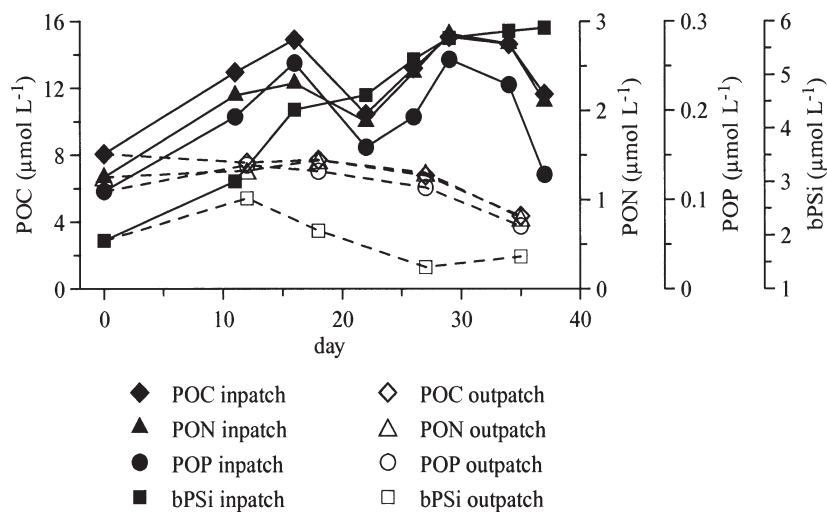 16
12
8
4
0
POC (μmol L⁻¹)
3
2
1
0
PON (μmol L⁻¹)
0.3
0.2
0.1
0
POP (μmol L⁻¹)
6
5
4
3
2
1
bPSi (μmol L⁻¹)
0 10 20 30 40
day
POC inpatch
PON inpatch
POP inpatch
bPSi inpatch
POC outpatch
PON outpatch
POP outpatch
bPSi outpatch